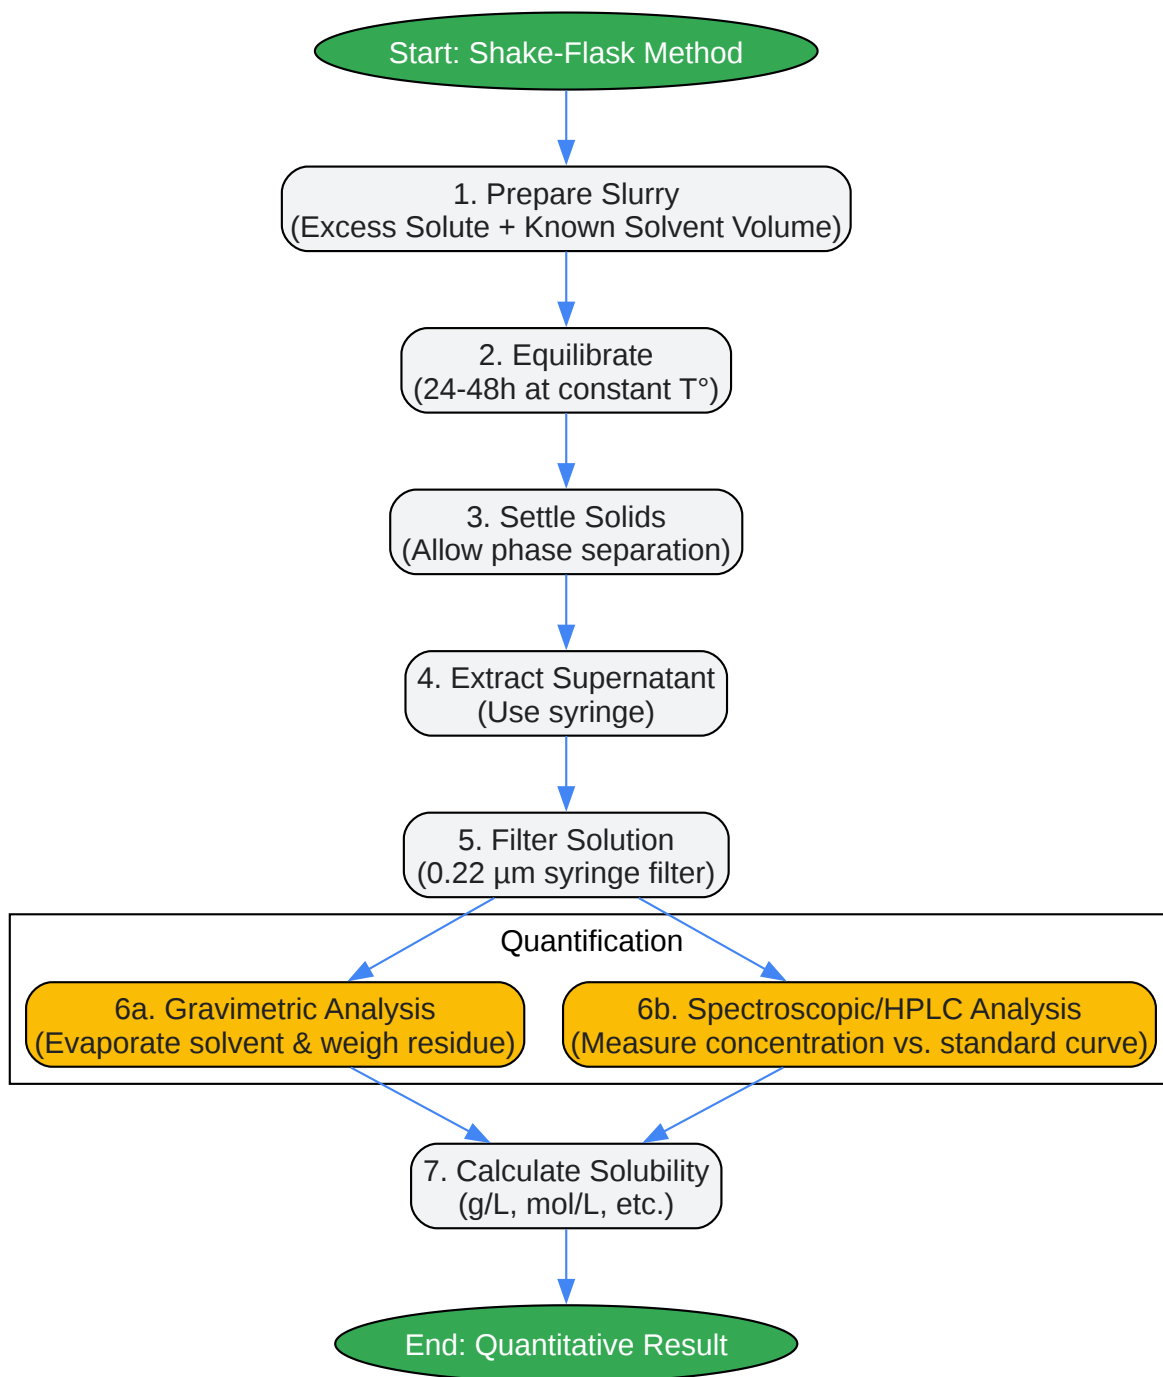 Start: Shake-Flask Method
1. Prepare Slurry
(Excess Solute + Known Solvent Volume)
2. Equilibrate
(24-48h at constant T°)
3. Settle Solids
(Allow phase separation)
4. Extract Supernatant
(Use syringe)
5. Filter Solution
(0.22 µm syringe filter)
Quantification
6a. Gravimetric Analysis
(Evaporate solvent & weigh residue)
6b. Spectroscopic/HPLC Analysis
(Measure concentration vs. standard curve)
7. Calculate Solubility
(g/L, mol/L, etc.)
End: Quantitative Result